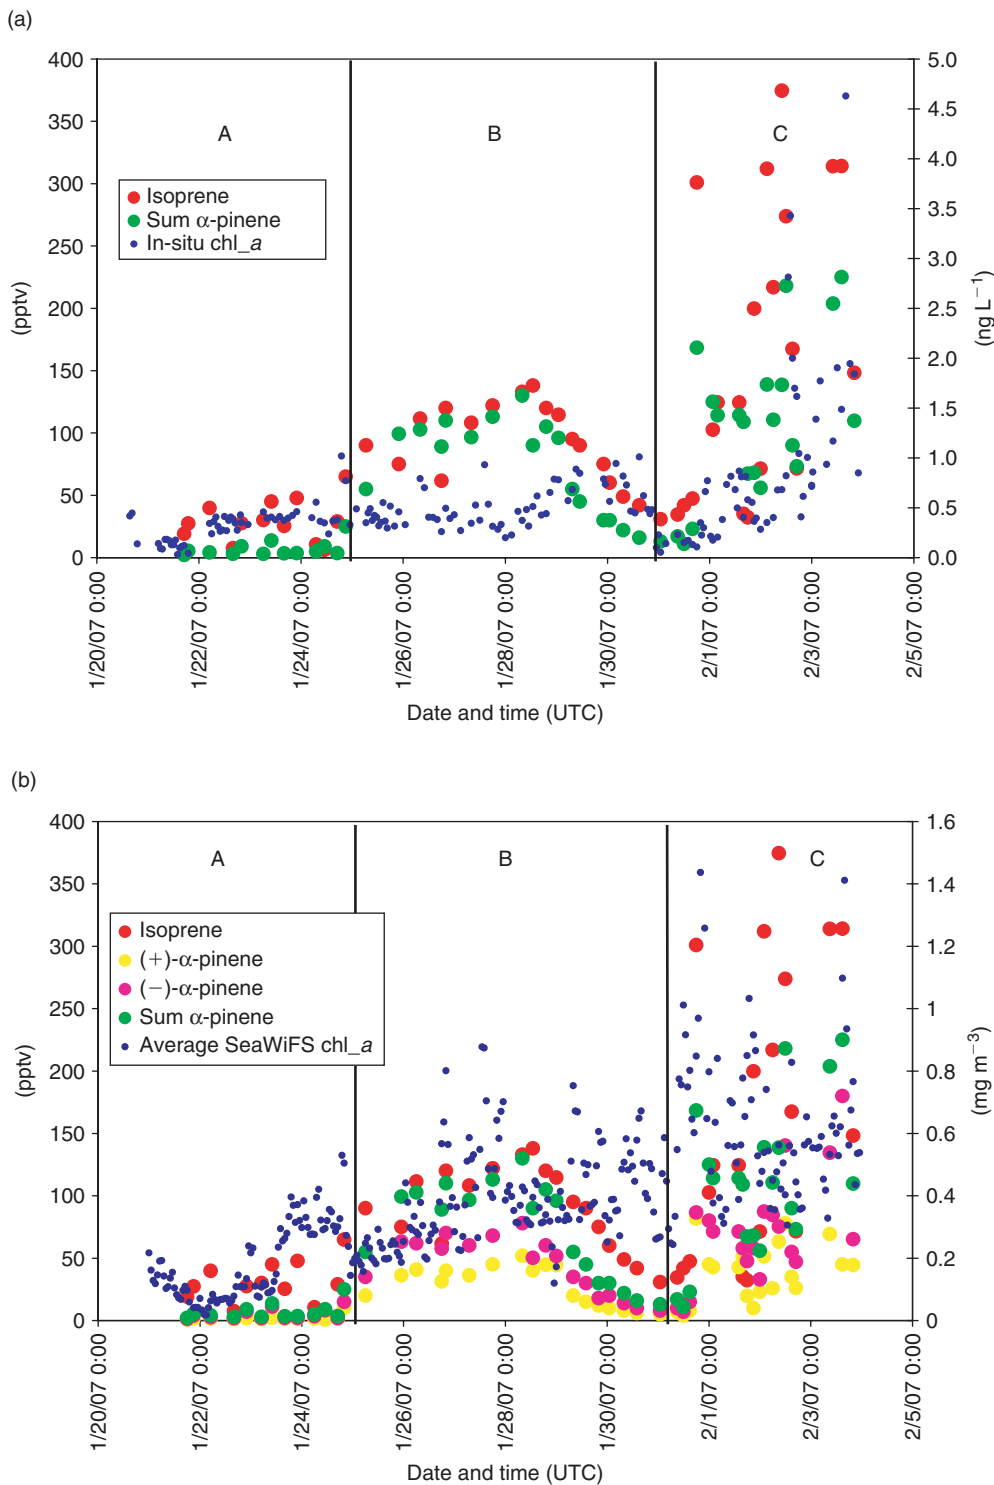 (a)
400
350
300
250
200
150
100
50
0
(pptv)
5.0
4.5
4.0
3.5
3.0
2.5
2.0
1.5
1.0
0.5
0.0
(ng L⁻¹)
A
B
C
Isoprene
Sum α-pinene
In-situ chl_a
1/20/07 0:00
1/22/07 0:00
1/24/07 0:00
1/26/07 0:00
1/28/07 0:00
1/30/07 0:00
2/1/07 0:00
2/3/07 0:00
2/5/07 0:00
Date and time (UTC)
(b)
400
350
300
250
200
150
100
50
0
(pptv)
1.6
1.4
1.2
1
0.8
0.6
0.4
0.2
0
(mg m⁻³)
A
B
C
Isoprene
(+)-α-pinene
(−)-α-pinene
Sum α-pinene
Average SeaWiFS chl_a
1/20/07 0:00
1/22/07 0:00
1/24/07 0:00
1/26/07 0:00
1/28/07 0:00
1/30/07 0:00
2/1/07 0:00
2/3/07 0:00
2/5/07 0:00
Date and time (UTC)